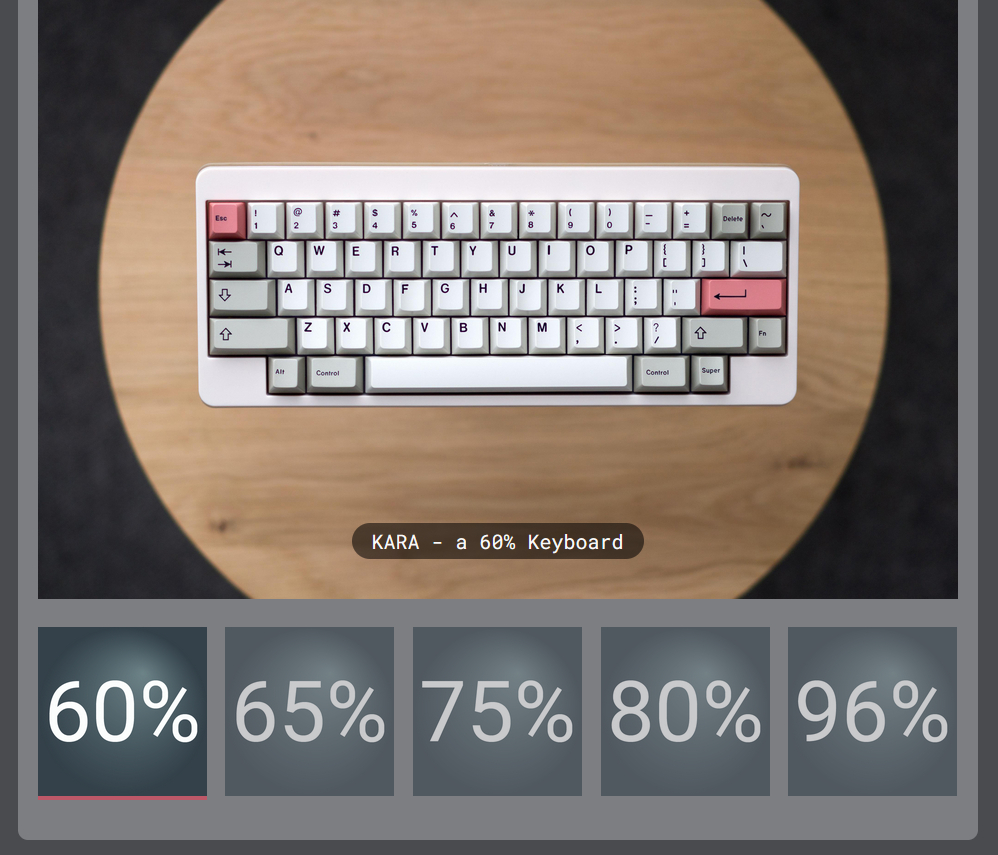 Esc ! 1 @ 2 # 3 $ 4 % 5 ^ 6 & 7 * 8 ( 9 ) 0 — - + = Delete ~ `
Q W E R T Y U I O P { [ } ] | \
A S D F G H J K L : ; " '
Z X C V B N M < , > . ? / Fn
Alt Control Control Super
KARA - a 60% Keyboard
60% 65% 75% 80% 96%